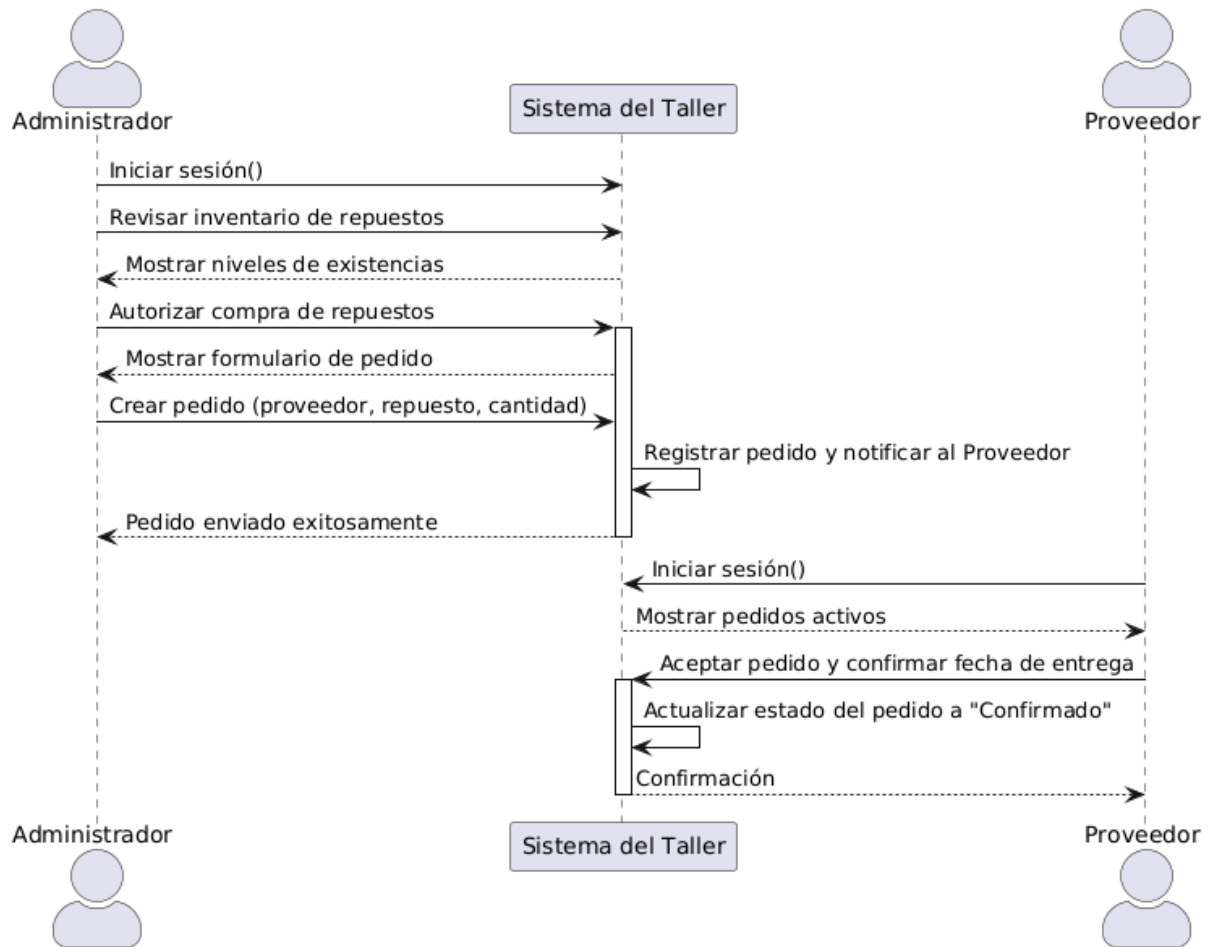 Administrador
Sistema del Taller
Proveedor
Iniciar sesión()
Revisar inventario de repuestos
Mostrar niveles de existencias
Autorizar compra de repuestos
Mostrar formulario de pedido
Crear pedido (proveedor, repuesto, cantidad)
Registrar pedido y notificar al Proveedor
Pedido enviado exitosamente
Iniciar sesión()
Mostrar pedidos activos
Aceptar pedido y confirmar fecha de entrega
Actualizar estado del pedido a "Confirmado"
Confirmación
Administrador
Sistema del Taller
Proveedor